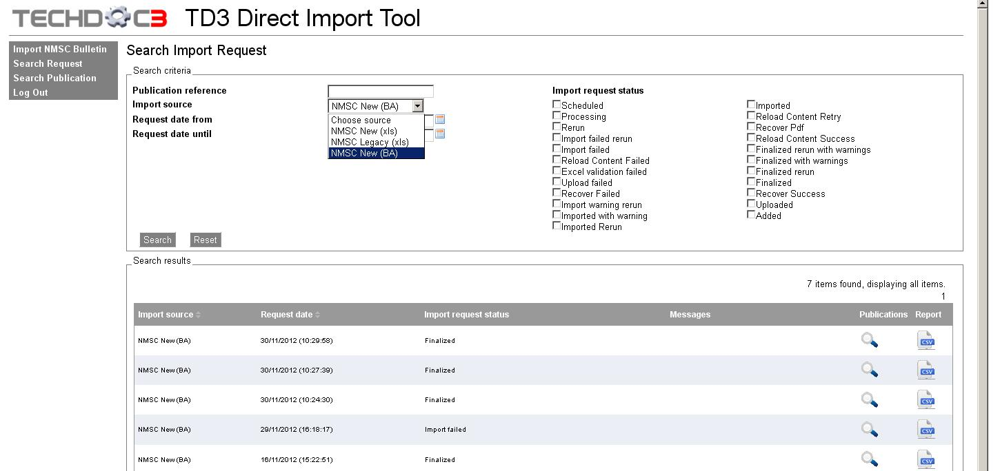 TECHDOC3 TD3 Direct Import Tool
Import NMSC Bulletin
Search Request
Search Publication
Log Out
Search Import Request
Search criteria
Publication reference
Import source
Request date from
Request date until
NMSC New (BA)
Choose source
NMSC New (xls)
NMSC Legacy (xls)
NMSC New (BA)
Import request status
Scheduled
Processing
Rerun
Import failed rerun
Import failed
Reload Content Failed
Excel validation failed
Upload failed
Recover Failed
Import warning rerun
Imported with warning
Imported Rerun
Imported
Reload Content Retry
Recover Pdf
Reload Content Success
Finalized rerun with warnings
Finalized with warnings
Finalized rerun
Finalized
Recover Success
Uploaded
Added
Search Reset
Search results
7 items found, displaying all items.
1
Import source Request date Import request status Messages Publications Report
NMSC New (BA) 30/11/2012 (10:29:58) Finalized CSV
NMSC New (BA) 30/11/2012 (10:27:39) Finalized CSV
NMSC New (BA) 30/11/2012 (10:24:30) Finalized CSV
NMSC New (BA) 29/11/2012 (16:18:17) Import failed CSV
NMSC New (BA) 16/11/2012 (15:22:51) Finalized CSV